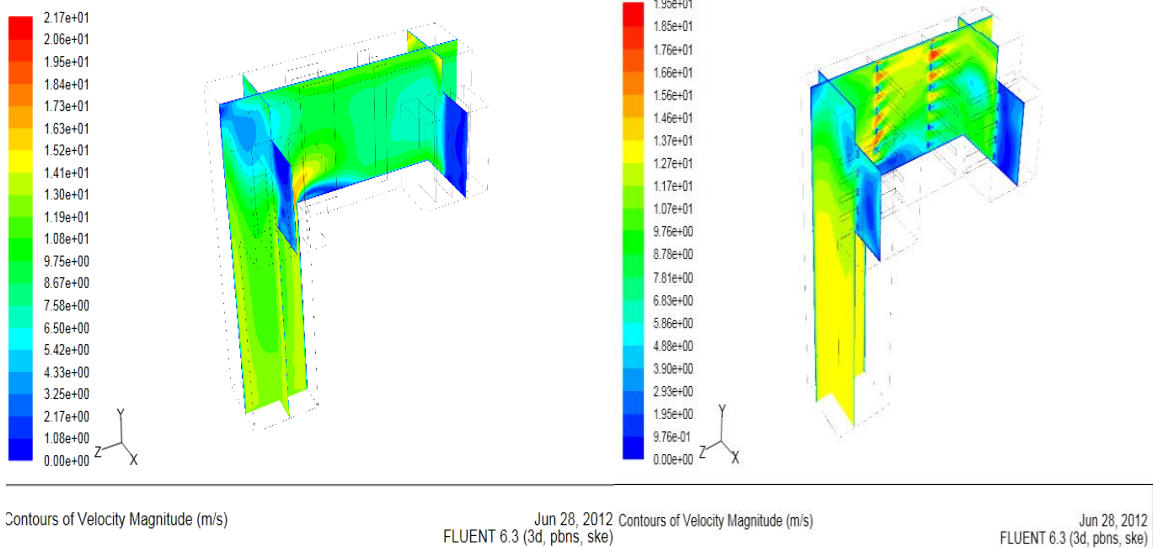 2.17e+01
2.06e+01
1.95e+01
1.84e+01
1.73e+01
1.63e+01
1.52e+01
1.41e+01
1.30e+01
1.19e+01
1.08e+01
9.75e+00
8.67e+00
7.58e+00
6.50e+00
5.42e+00
4.33e+00
3.25e+00
2.17e+00
1.08e+00
0.00e+00
Y
Z
X
Contours of Velocity Magnitude (m/s)
Jun 28, 2012
FLUENT 6.3 (3d, pbns, ske)
1.95e+01
1.85e+01
1.76e+01
1.66e+01
1.56e+01
1.46e+01
1.37e+01
1.27e+01
1.17e+01
1.07e+01
9.76e+00
8.78e+00
7.81e+00
6.83e+00
5.86e+00
4.88e+00
3.90e+00
2.93e+00
1.95e+00
9.76e-01
0.00e+00
Y
Z
X
Contours of Velocity Magnitude (m/s)
Jun 28, 2012
FLUENT 6.3 (3d, pbns, ske)